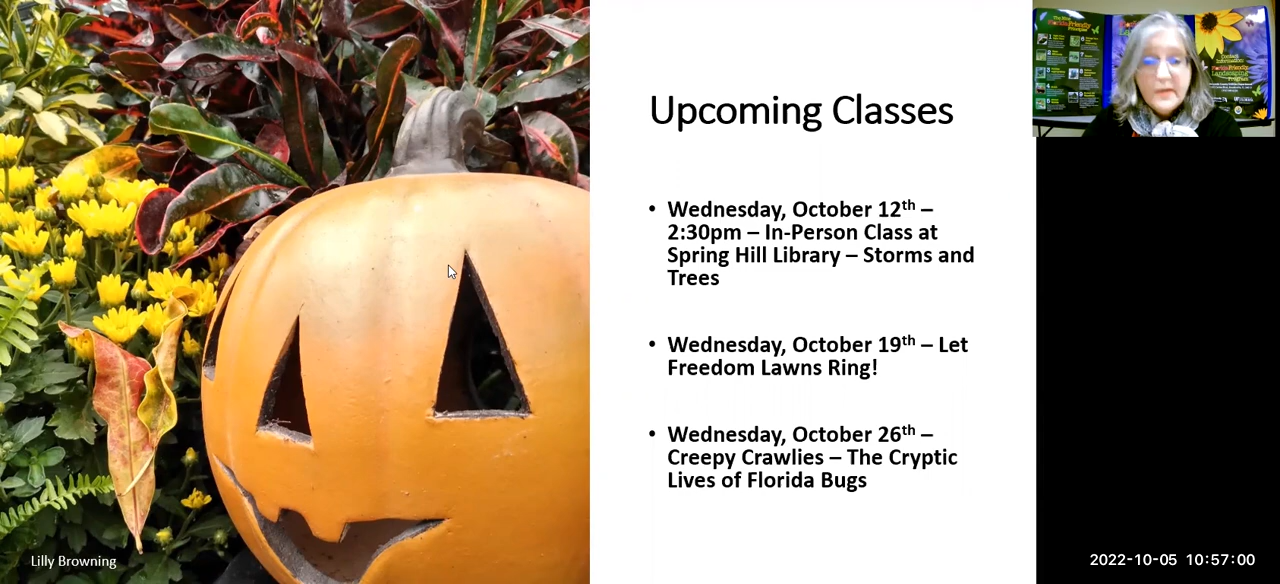 Upcoming Classes
• Wednesday, October 12th –
2:30pm – In-Person Class at
Spring Hill Library – Storms and
Trees
• Wednesday, October 19th – Let
Freedom Lawns Ring!
• Wednesday, October 26th –
Creepy Crawlies – The Cryptic
Lives of Florida Bugs
Lilly Browning
2022-10-05 10:57:00